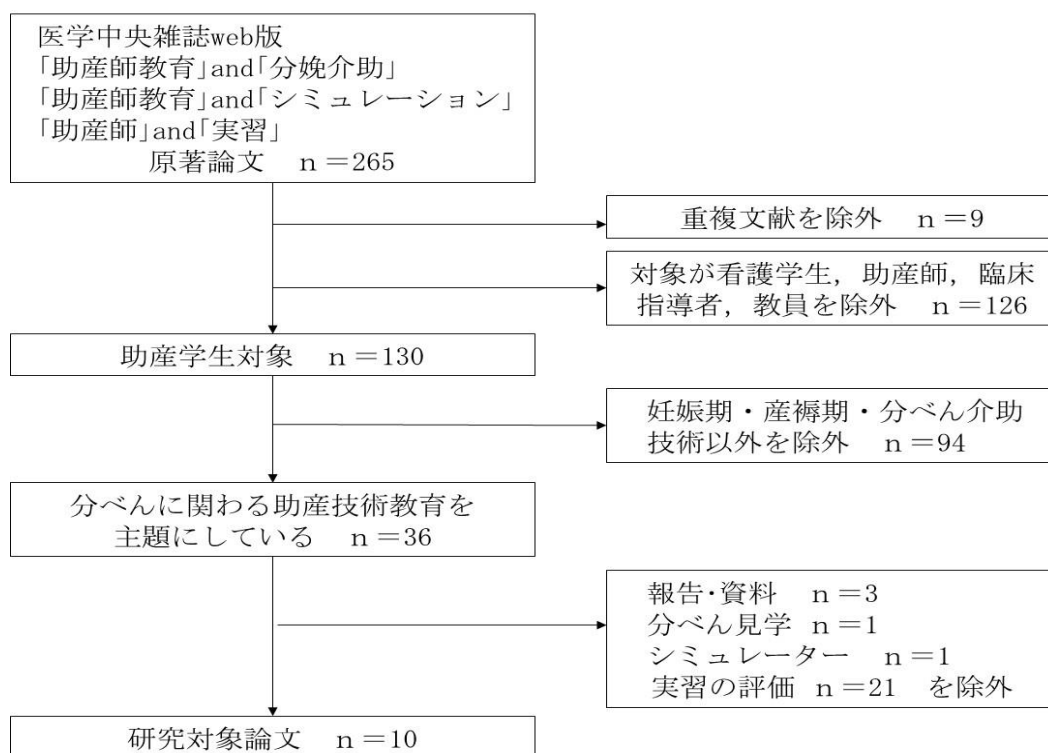 医学中央雑誌web版
「助産師教育」and「分娩介助」
「助産師教育」and「シミュレーション」
「助産師」and「実習」
原著論文　n＝265
重複文献を除外　n＝9
対象が看護学生，助産師，臨床
指導者，教員を除外　n＝126
助産学生対象　n＝130
妊娠期・産褥期・分べん介助
技術以外を除外　n＝94
分べんに関わる助産技術教育を
主題にしている　n＝36
報告・資料　n＝3
分べん見学　n＝1
シミュレーター　n＝1
実習の評価　n＝21　を除外
研究対象論文　n＝10